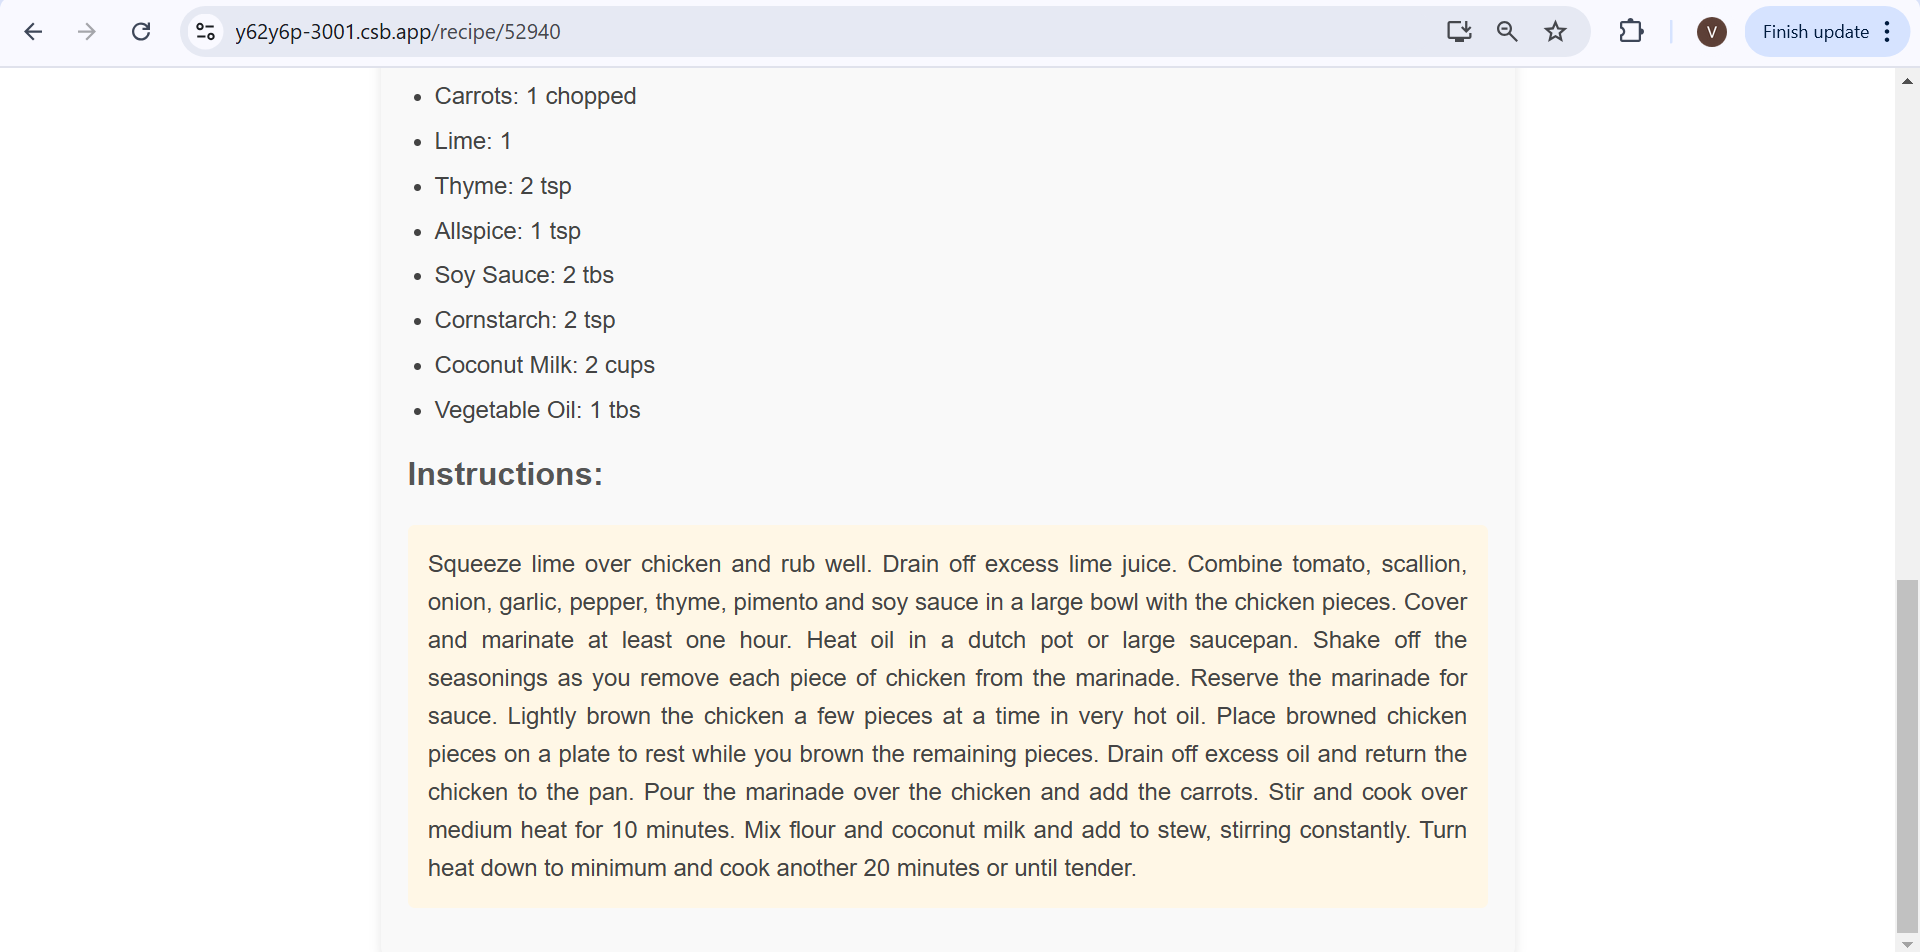 y62y6p-3001.csb.app/recipe/52940
V
Finish update
Carrots: 1 chopped
Lime: 1
Thyme: 2 tsp
Allspice: 1 tsp
Soy Sauce: 2 tbs
Cornstarch: 2 tsp
Coconut Milk: 2 cups
Vegetable Oil: 1 tbs
Instructions:
Squeeze lime over chicken and rub well. Drain off excess lime juice. Combine tomato, scallion,
onion, garlic, pepper, thyme, pimento and soy sauce in a large bowl with the chicken pieces. Cover
and marinate at least one hour. Heat oil in a dutch pot or large saucepan. Shake off the
seasonings as you remove each piece of chicken from the marinade. Reserve the marinade for
sauce. Lightly brown the chicken a few pieces at a time in very hot oil. Place browned chicken
pieces on a plate to rest while you brown the remaining pieces. Drain off excess oil and return the
chicken to the pan. Pour the marinade over the chicken and add the carrots. Stir and cook over
medium heat for 10 minutes. Mix flour and coconut milk and add to stew, stirring constantly. Turn
heat down to minimum and cook another 20 minutes or until tender.